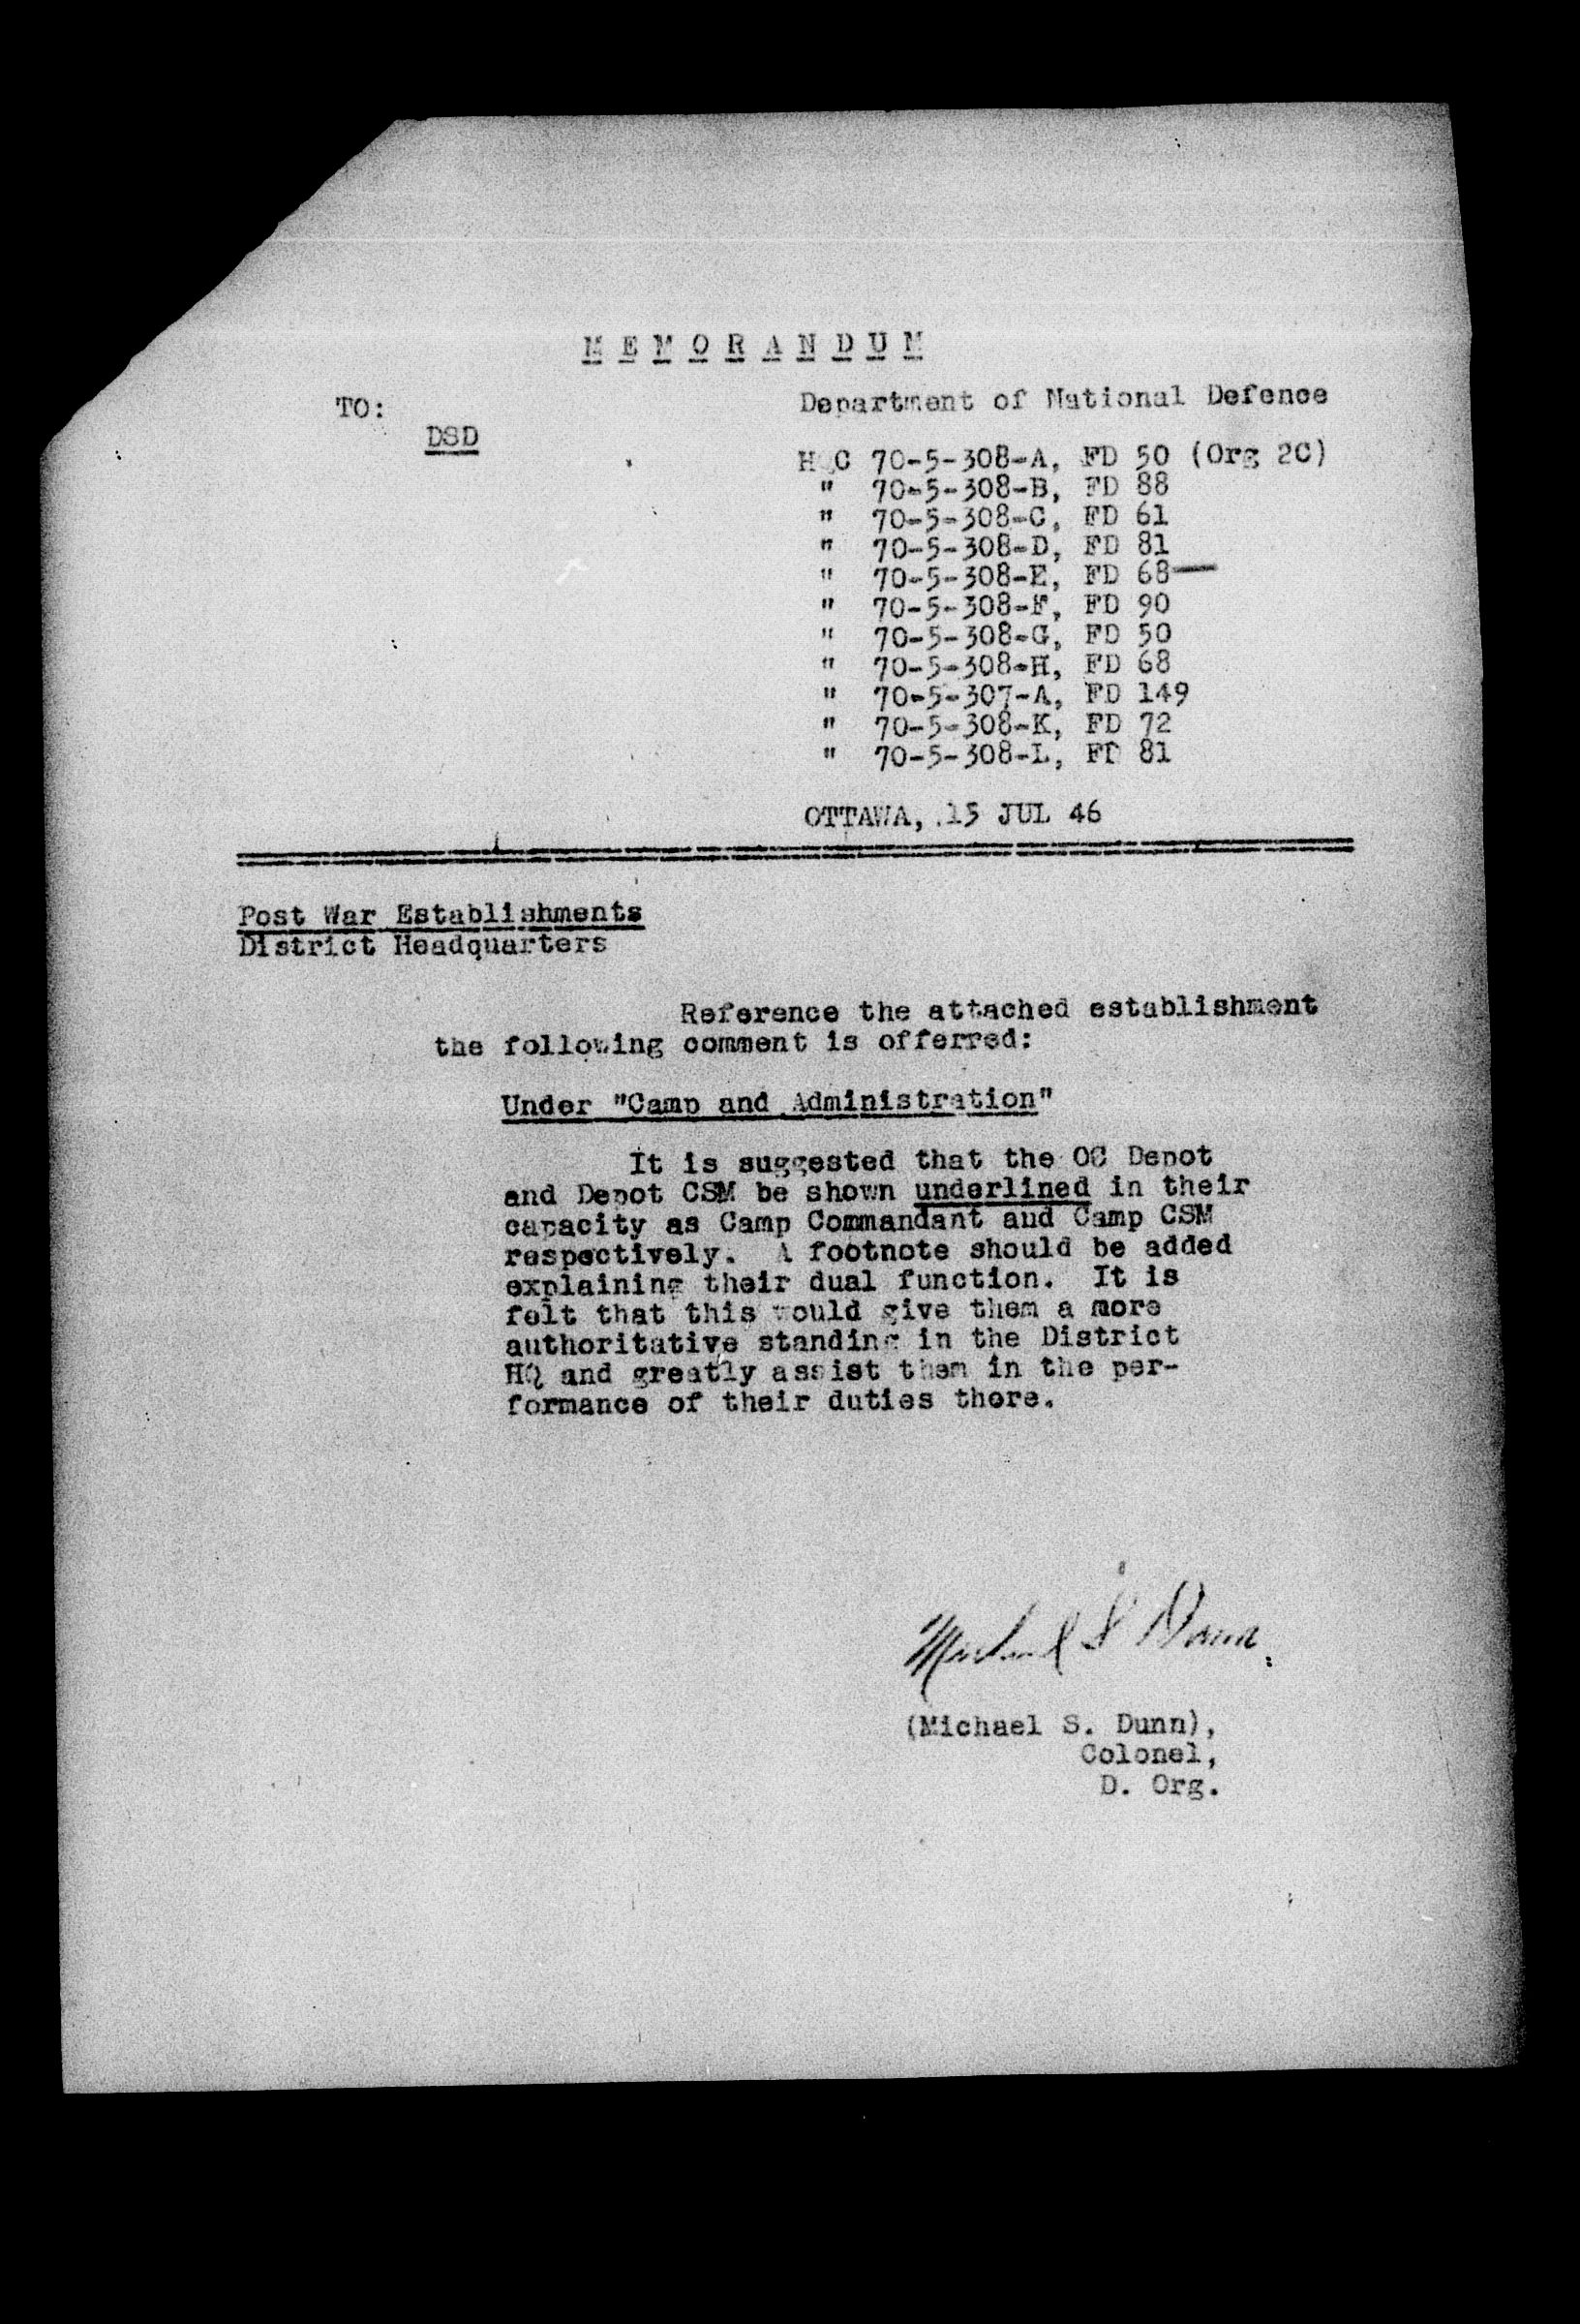 MEMORANDUM
TO:
DSD
Department of National Defence
HQC 70-5-308-A, FD 50 (Org 2C)
" 70-5-308-B, FD 88
" 70-5-308-C, FD 61
" 70-5-308-D, FD 81
" 70-5-308-E, FD 68
" 70-5-308-F, FD 90
" 70-5-308-G, FD 50
" 70-5-308-H, FD 68
" 70-5-307-A, FD 149
" 70-5-308-K, FD 72
" 70-5-308-L, FD 81
OTTAWA, 15 JUL 46
Post War Establishments
District Headquarters
Reference the attached establishment
the following comment is offerred:
Under "Camp and Administration"
It is suggested that the OC Depot
and Depot CSM be shown underlined in their
capacity as Camp Commandant and Camp CSM
respectively. A footnote should be added
explaining their dual function. It is
felt that this would give them a more
authoritative standing in the District
HQ and greatly assist them in the per-
formance of their duties there.
Michael S Dunn
(Michael S. Dunn),
Colonel,
D. Org.